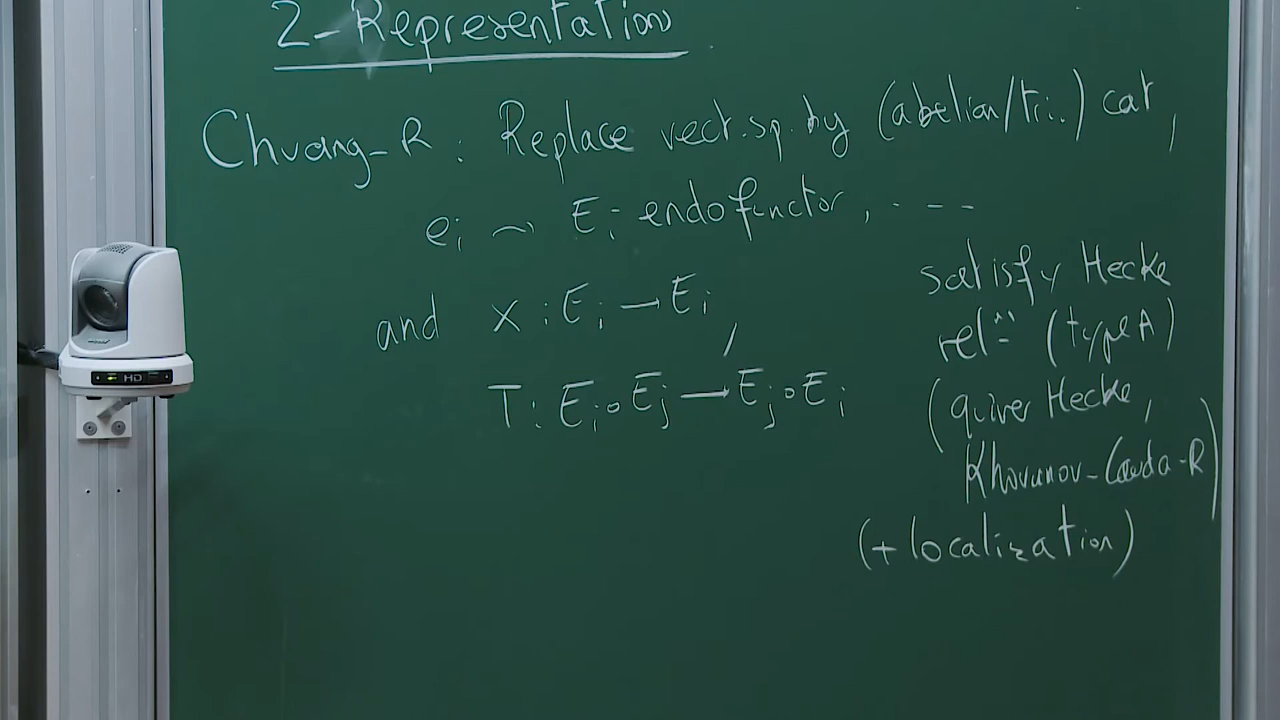 2-Representation
Chuang-R : Replace vect.sp. by (abelian/tri.) cat,
e_i ⇝ E_i endofunctor, ----
and X : E_i → E_i ,
T : E_i ∘ E_j → E_j ∘ E_i
satisfy Hecke
rel^ns (type A)
(quiver Hecke,
Khovanov-Lauda-R)
(+ localization)
HD